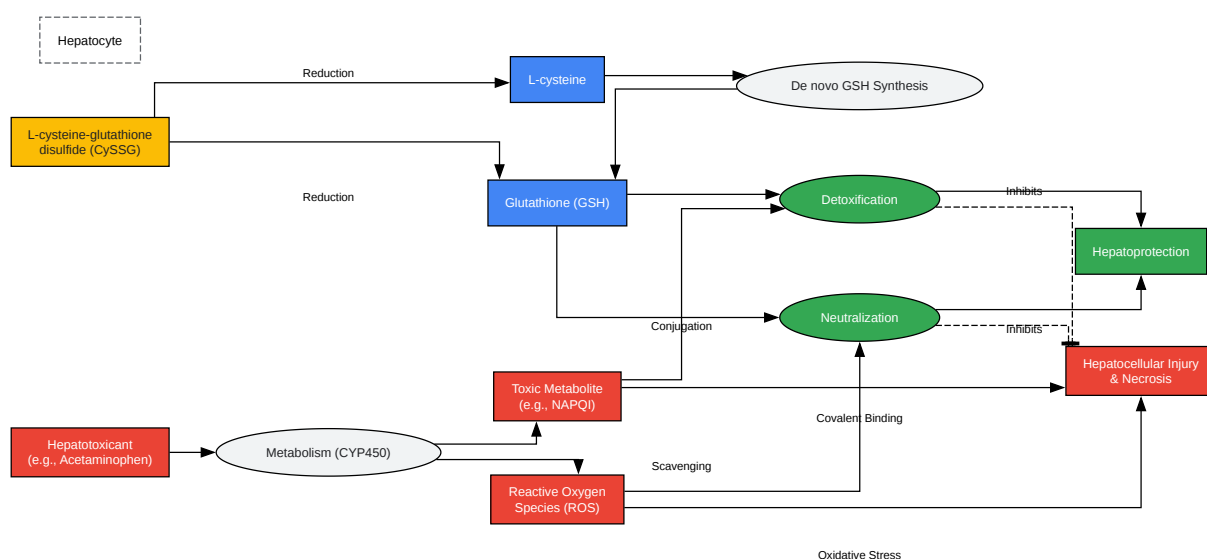 Hepatocyte
Reduction
L-cysteine
De novo GSH Synthesis
L-cysteine-glutathione
disulfide (CySSG)
Reduction
Glutathione (GSH)
Detoxification
Inhibits
Hepatoprotection
Neutralization
Conjugation
Inhibits
Hepatocellular Injury
& Necrosis
Toxic Metabolite
(e.g., NAPQI)
Covalent Binding
Hepatotoxicant
(e.g., Acetaminophen)
Metabolism (CYP450)
Scavenging
Reactive Oxygen
Species (ROS)
Oxidative Stress